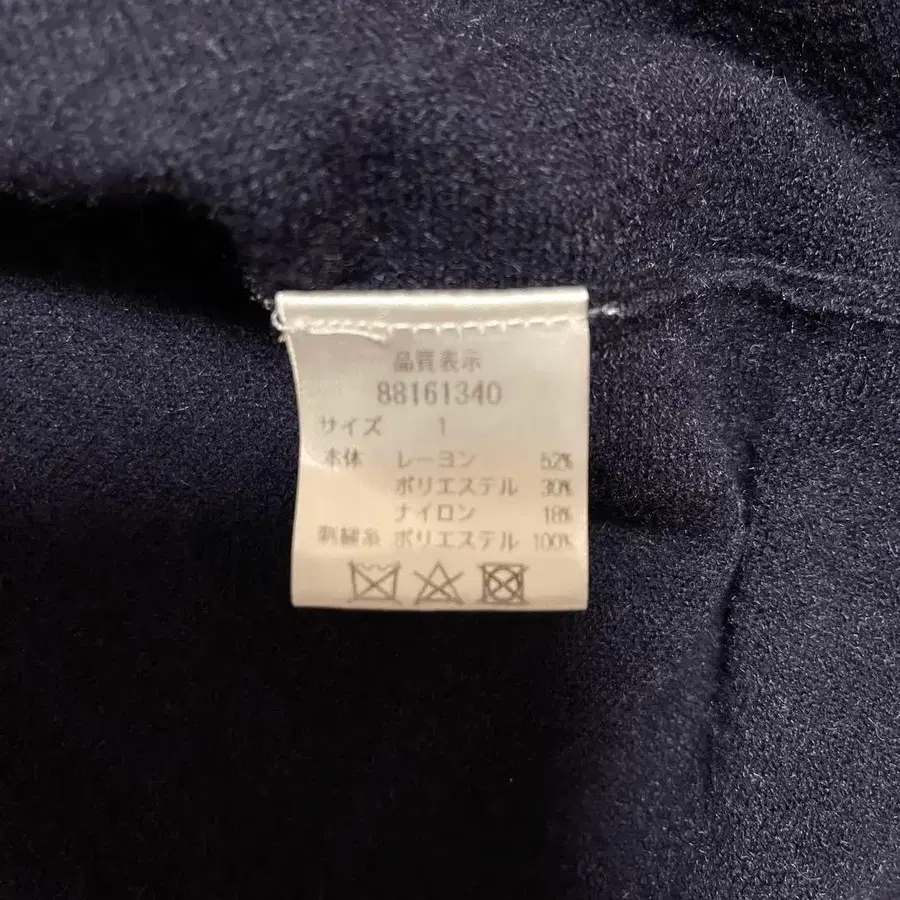 品質表示
88161340
サイズ 1
本体 レーヨン 52%
ポリエステル 30%
ナイロン 18%
刺繍糸 ポリエステル 100%